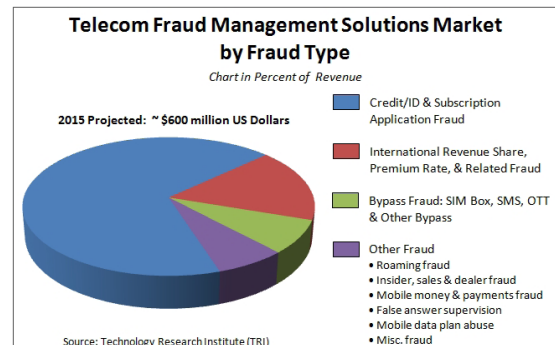 Telecom Fraud Management Solutions Market
by Fraud Type
Chart in Percent of Revenue
2015 Projected: ~ $600 million US Dollars
Credit/ID & Subscription
Application Fraud
International Revenue Share,
Premium Rate, & Related Fraud
Bypass Fraud: SIM Box, SMS, OTT
& Other Bypass
Other Fraud
• Roaming fraud
• Insider, sales & dealer fraud
• Mobile money & payments fraud
• False answer supervision
• Mobile data plan abuse
• Misc. fraud
Source: Technology Research Institute (TRI)